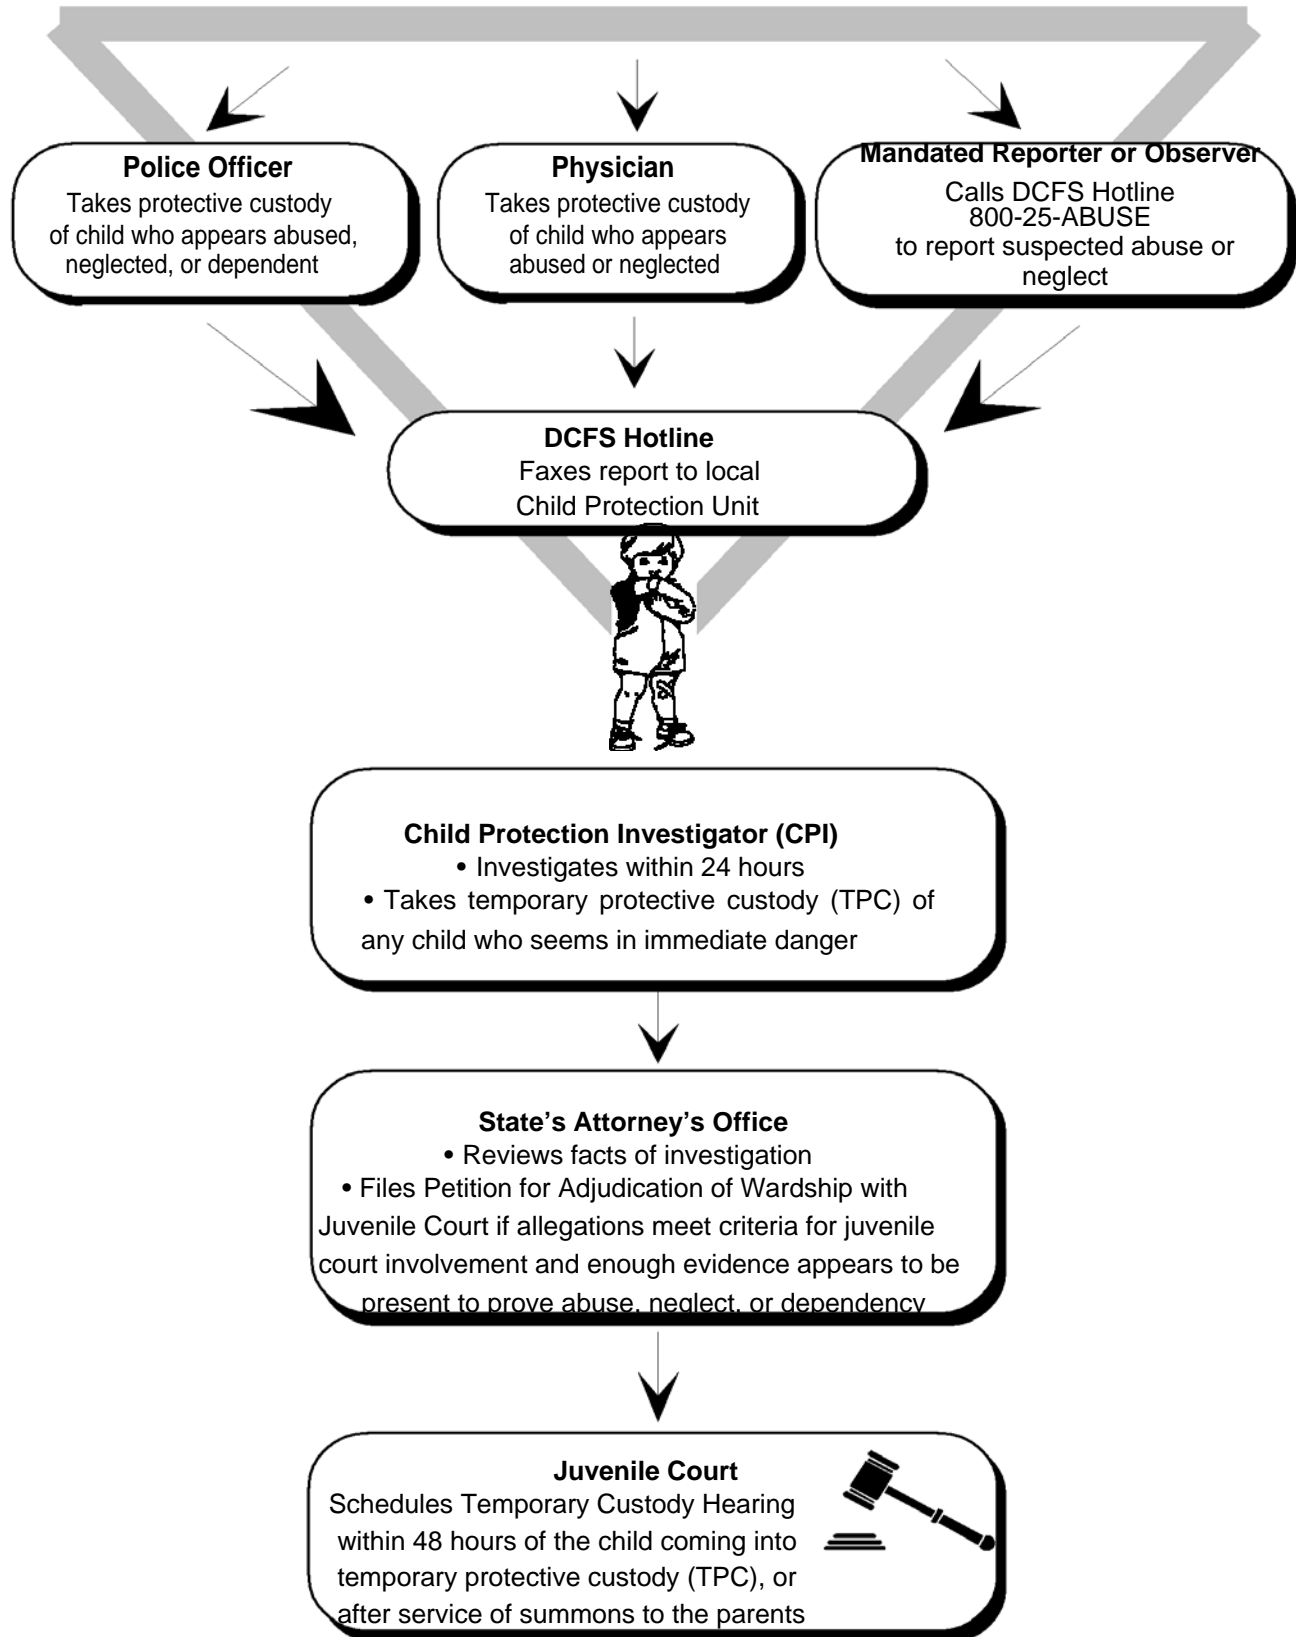 Police Officer
Takes protective custody
of child who appears abused,
neglected, or dependent
Physician
Takes protective custody
of child who appears
abused or neglected
Mandated Reporter or Observer
Calls DCFS Hotline
800-25-ABUSE
to report suspected abuse or
neglect
DCFS Hotline
Faxes report to local
Child Protection Unit
Child Protection Investigator (CPI)
• Investigates within 24 hours
• Takes temporary protective custody (TPC) of
any child who seems in immediate danger
State’s Attorney’s Office
• Reviews facts of investigation
• Files Petition for Adjudication of Wardship with
Juvenile Court if allegations meet criteria for juvenile
court involvement and enough evidence appears to be
present to prove abuse, neglect, or dependency
Juvenile Court
Schedules Temporary Custody Hearing
within 48 hours of the child coming into
temporary protective custody (TPC), or
after service of summons to the parents